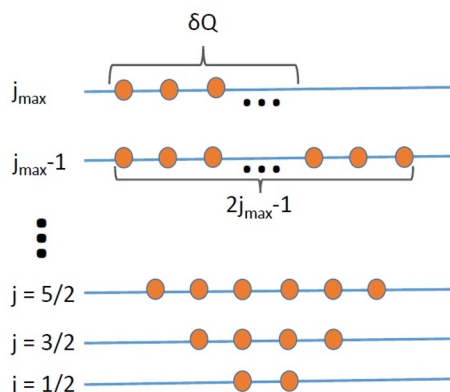 δQ
jmax
jmax-1
2jmax-1
j = 5/2
j = 3/2
j = 1/2